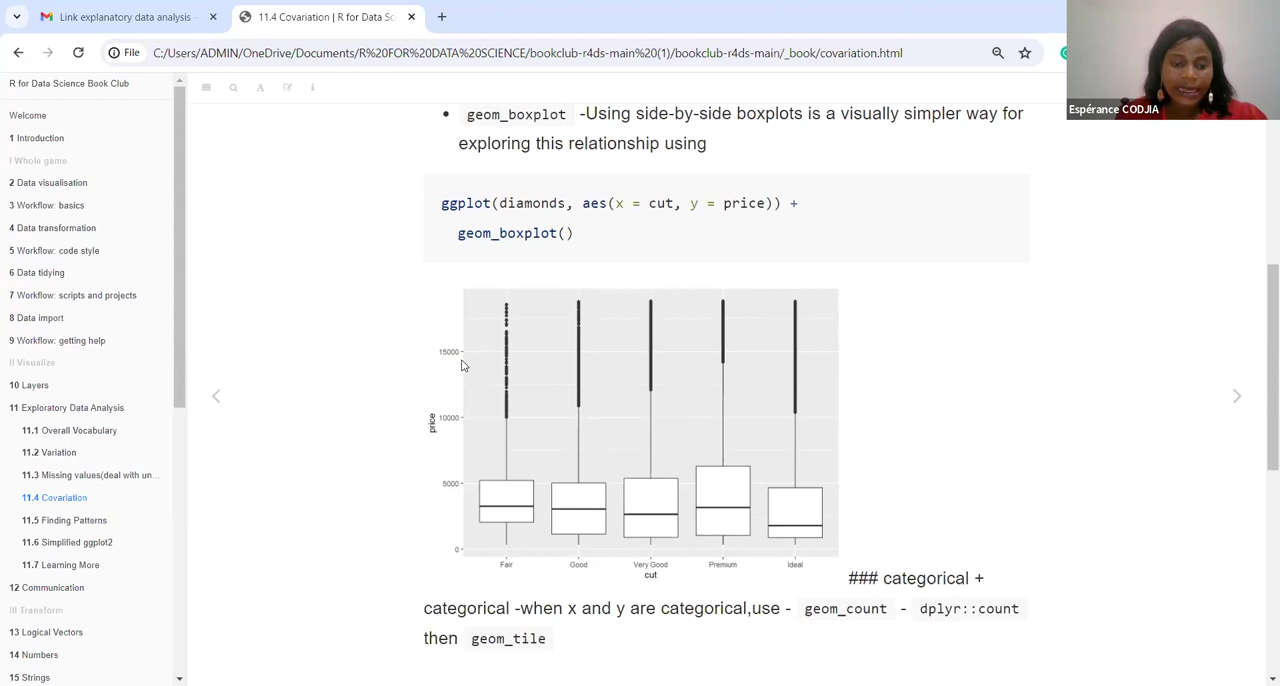 Link explanatory data analysis
11.4 Covariation | R for Data Sc
File
C:/Users/ADMIN/OneDrive/Documents/R%20FOR%20DATA%20SCIENCE/bookclub-r4ds-main%20(1)/bookclub-r4ds-main/_book/covariation.html
Espérance CODJIA
R for Data Science Book Club
Welcome
1 Introduction
I Whole game
2 Data visualisation
3 Workflow: basics
4 Data transformation
5 Workflow: code style
6 Data tidying
7 Workflow: scripts and projects
8 Data import
9 Workflow: getting help
II Visualize
10 Layers
11 Exploratory Data Analysis
11.1 Overall Vocabulary
11.2 Variation
11.3 Missing values(deal with un...
11.4 Covariation
11.5 Finding Patterns
11.6 Simplified ggplot2
11.7 Learning More
12 Communication
III Transform
13 Logical Vectors
14 Numbers
15 Strings
A
i
• geom_boxplot -Using side-by-side boxplots is a visually simpler way for
exploring this relationship using
ggplot(diamonds, aes(x = cut, y = price)) +
geom_boxplot()
15000
10000
5000
0
price
Fair Good Very Good Premium Ideal
cut
### categorical +
categorical -when x and y are categorical,use - geom_count - dplyr::count
then geom_tile